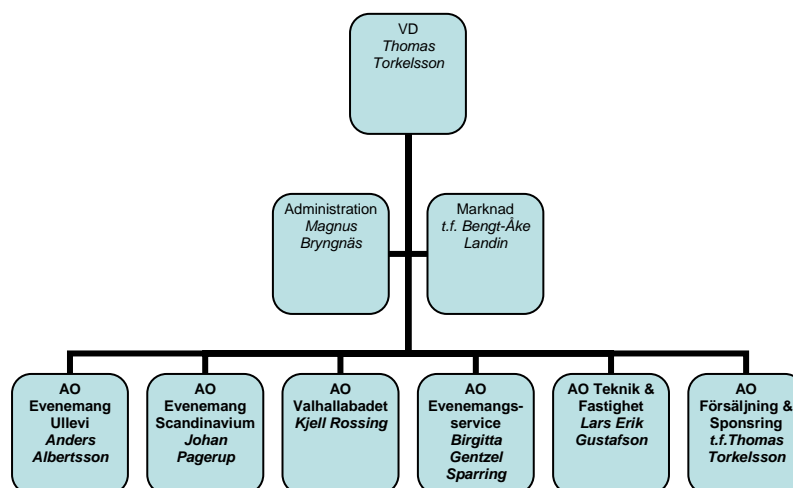 VD
Thomas
Torkelsson
Administration
Magnus
Bryngnäs
Marknad
t.f. Bengt-Åke
Landin
AO
Evenemang
Ullevi
Anders
Albertsson
AO
Evenemang
Scandinavium
Johan
Pagerup
AO
Valhallabadet
Kjell Rossing
AO
Evenemangs-
service
Birgitta
Gentzel
Sparring
AO Teknik &
Fastighet
Lars Erik
Gustafson
AO
Försäljning &
Sponsring
t.f.Thomas
Torkelsson